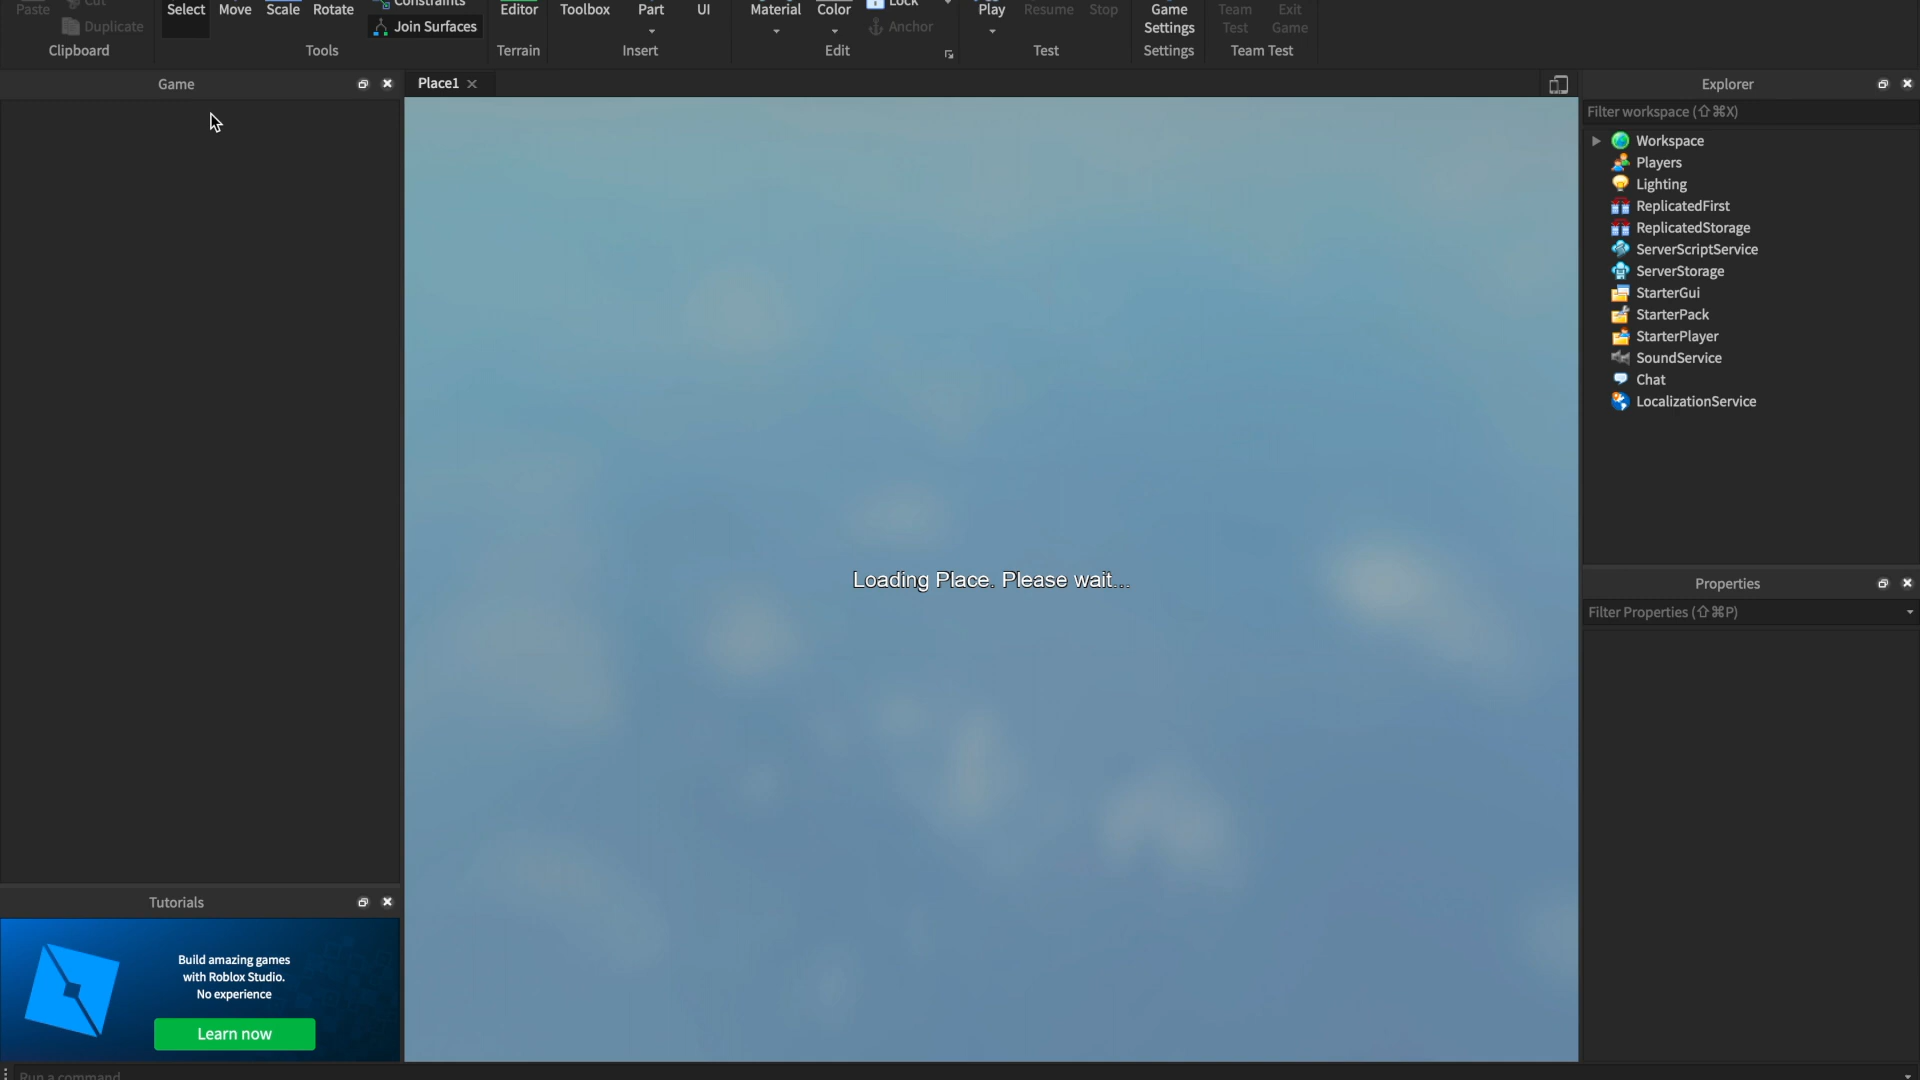 Paste
Cut
Duplicate
Clipboard
Select
Move
Scale
Rotate
Constraints
Join Surfaces
Tools
Editor
Terrain
Toolbox
Part
UI
Insert
Material
Color
Lock
Anchor
Edit
Play
Resume
Stop
Test
Game
Settings
Settings
Team
Test
Exit
Game
Team Test
Game
Place1
Explorer
Filter workspace (⇧⌘X)
Workspace
Players
Lighting
ReplicatedFirst
ReplicatedStorage
ServerScriptService
ServerStorage
StarterGui
StarterPack
StarterPlayer
SoundService
Chat
LocalizationService
Loading Place. Please wait...
Properties
Filter Properties (⇧⌘P)
Tutorials
Build amazing games
with Roblox Studio.
No experience
Learn now
Run a command